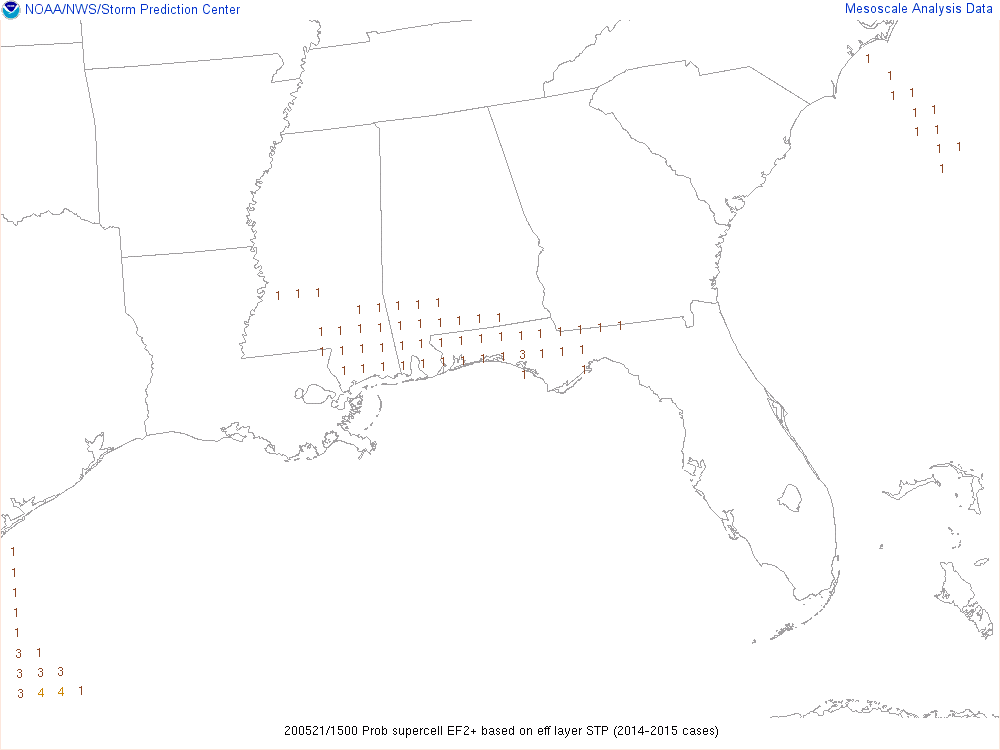 NOAA/NWS/Storm Prediction Center
Mesoscale Analysis Data
1
1
1 1
1 1
1 1
1 1
1
1 1 1
1 1 1 1 1
1 1 1 1 1 1 1 1 1 1
1 1 1 1 1 1 1 1 1 1 1 1 1 1 1 1
1 1 1 1 1 1 1 1 1 1 3 1 1 1
1 1 1 1 1 1 1 1 1 1 1
1
1
1
1
1
3 1
3 3 3
3 4 4 1
200521/1500 Prob supercell EF2+ based on eff layer STP (2014-2015 cases)